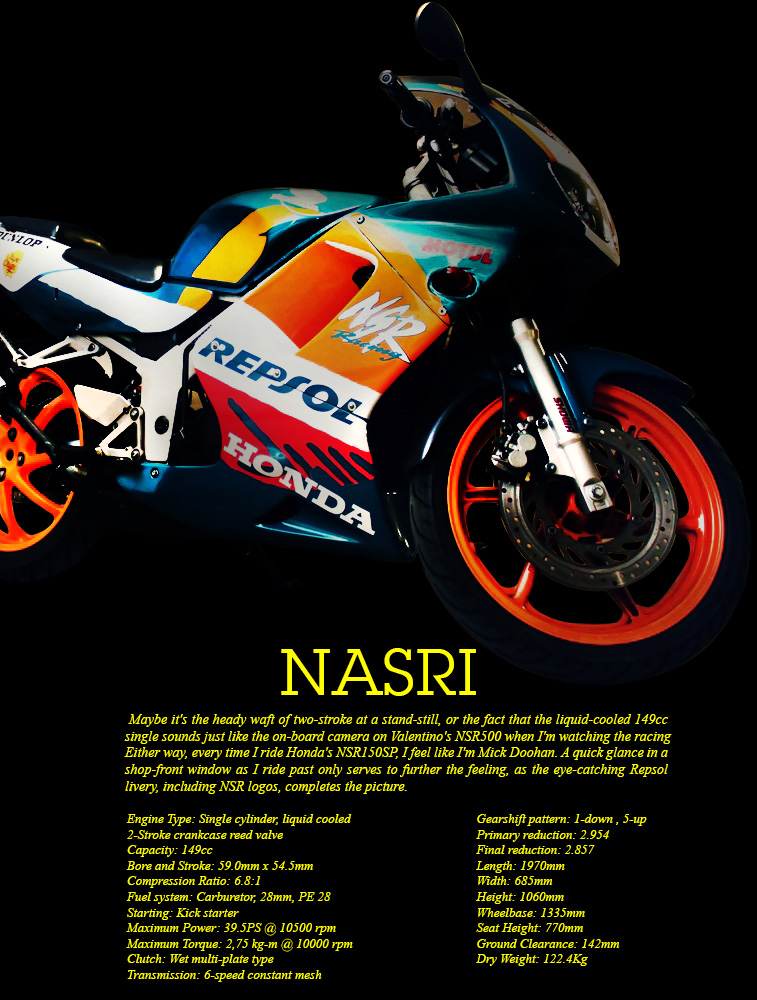 DUNLOP
MOTUL
NSR
Racing
REPSOL
HONDA
SHOWA
NASRI
Maybe it's the heady waft of two-stroke at a stand-still, or the fact that the liquid-cooled 149cc
single sounds just like the on-board camera on Valentino's NSR500 when I'm watching the racing
Either way, every time I ride Honda's NSR150SP, I feel like I'm Mick Doohan. A quick glance in a
shop-front window as I ride past only serves to further the feeling, as the eye-catching Repsol
livery, including NSR logos, completes the picture.
Engine Type: Single cylinder, liquid cooled
2-Stroke crankcase reed valve
Capacity: 149cc
Bore and Stroke: 59.0mm x 54.5mm
Compression Ratio: 6.8:1
Fuel system: Carburetor, 28mm, PE 28
Starting: Kick starter
Maximum Power: 39.5PS @ 10500 rpm
Maximum Torque: 2,75 kg-m @ 10000 rpm
Clutch: Wet multi-plate type
Transmission: 6-speed constant mesh
Gearshift pattern: 1-down , 5-up
Primary reduction: 2.954
Final reduction: 2.857
Length: 1970mm
Width: 685mm
Height: 1060mm
Wheelbase: 1335mm
Seat Height: 770mm
Ground Clearance: 142mm
Dry Weight: 122.4Kg